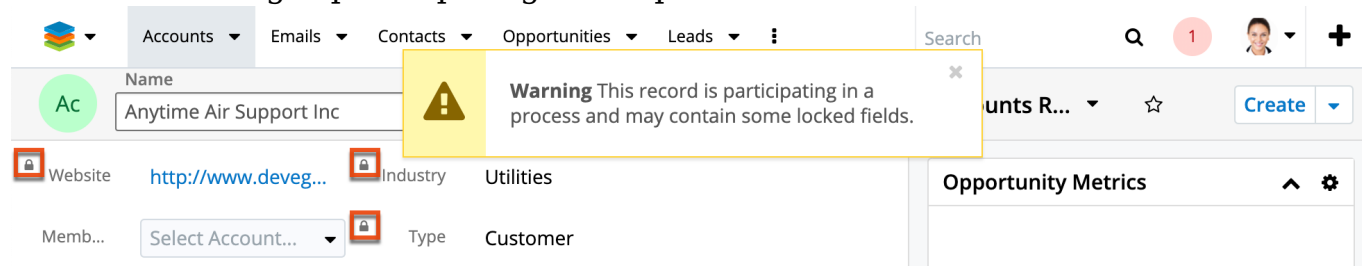 Accounts Emails Contacts Opportunities Leads Search 1
Name
Ac Anytime Air Support Inc
Warning This record is participating in a
process and may contain some locked fields.
unts R... Create
Website http://www.deveg... Industry Utilities
Opportunity Metrics
Memb... Select Account... Type Customer